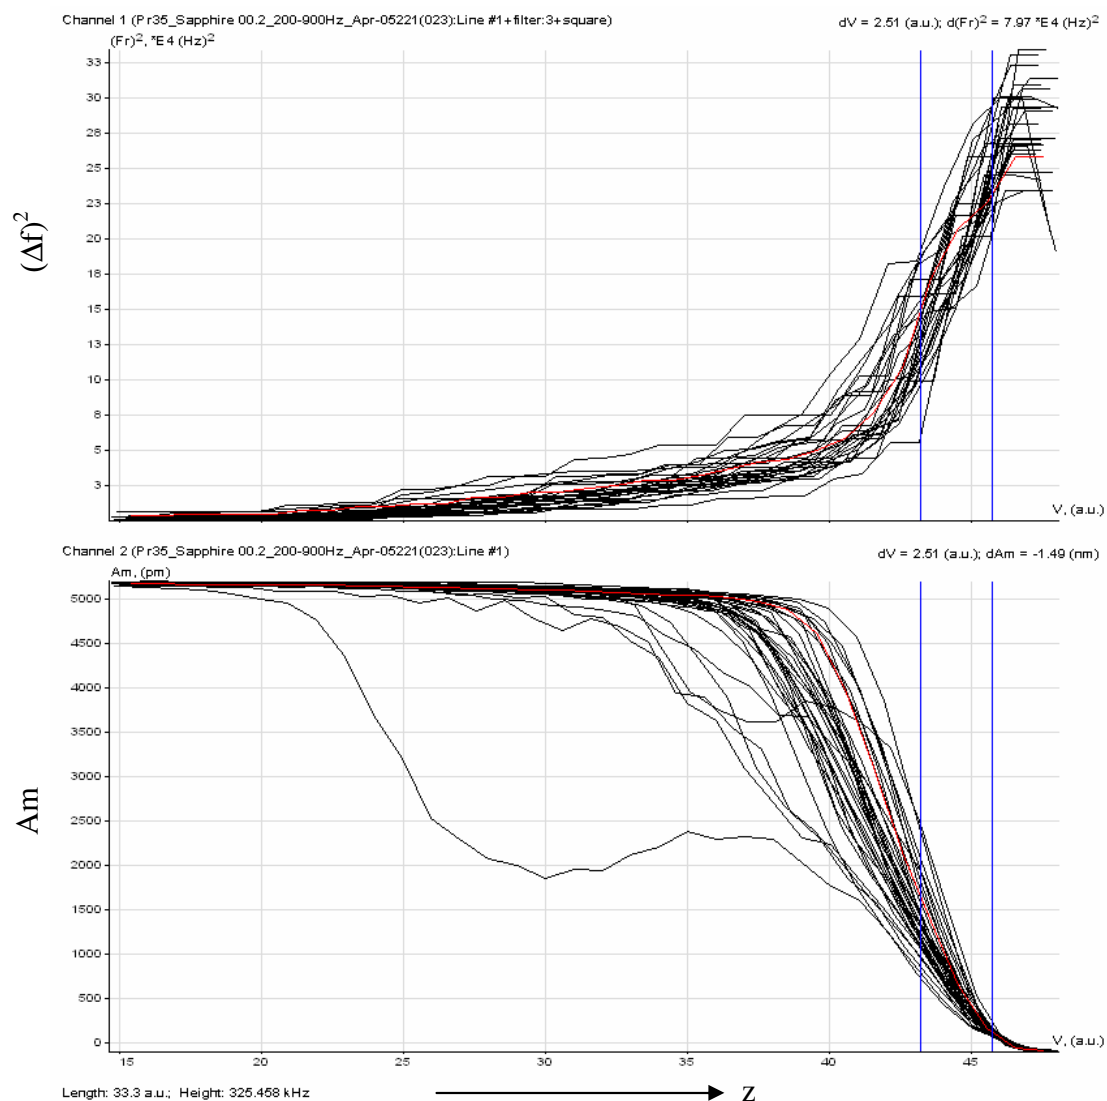 Channel 1 (Pr35_Sapphire 00.2_200-900Hz_Apr-05221(023):Line #1+filter:3+square) dV = 2.51 (a.u.); d(Fr)² = 7.97 *E4 (Hz)²
(Fr)², *E4 (Hz)²
33
30
28
25
23
20
18
15
13
10
8
5
3
(Δf)²
V, (a.u.)
Channel 2 (Pr35_Sapphire 00.2_200-900Hz_Apr-05221(023):Line #1) dV = 2.51 (a.u.); dAm = -1.49 (nm)
Am, (pm)
5000
4500
4000
3500
3000
2500
2000
1500
1000
500
0
Am
V, (a.u.)
15 20 25 30 35 40 45
Length: 33.3 a.u.; Height: 325.458 kHz
z